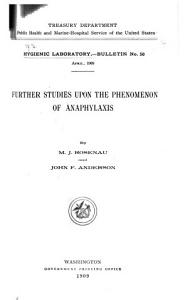 TREASURY DEPARTMENT
Public Health and Marine-Hospital Service of the United States
HYGIENIC LABORATORY.—BULLETIN No. 50
APRIL, 1909
FURTHER STUDIES UPON THE PHENOMENON
OF ANAPHYLAXIS
By
M. J. ROSENAU
and
JOHN F. ANDERSON
WASHINGTON
GOVERNMENT PRINTING OFFICE
1909